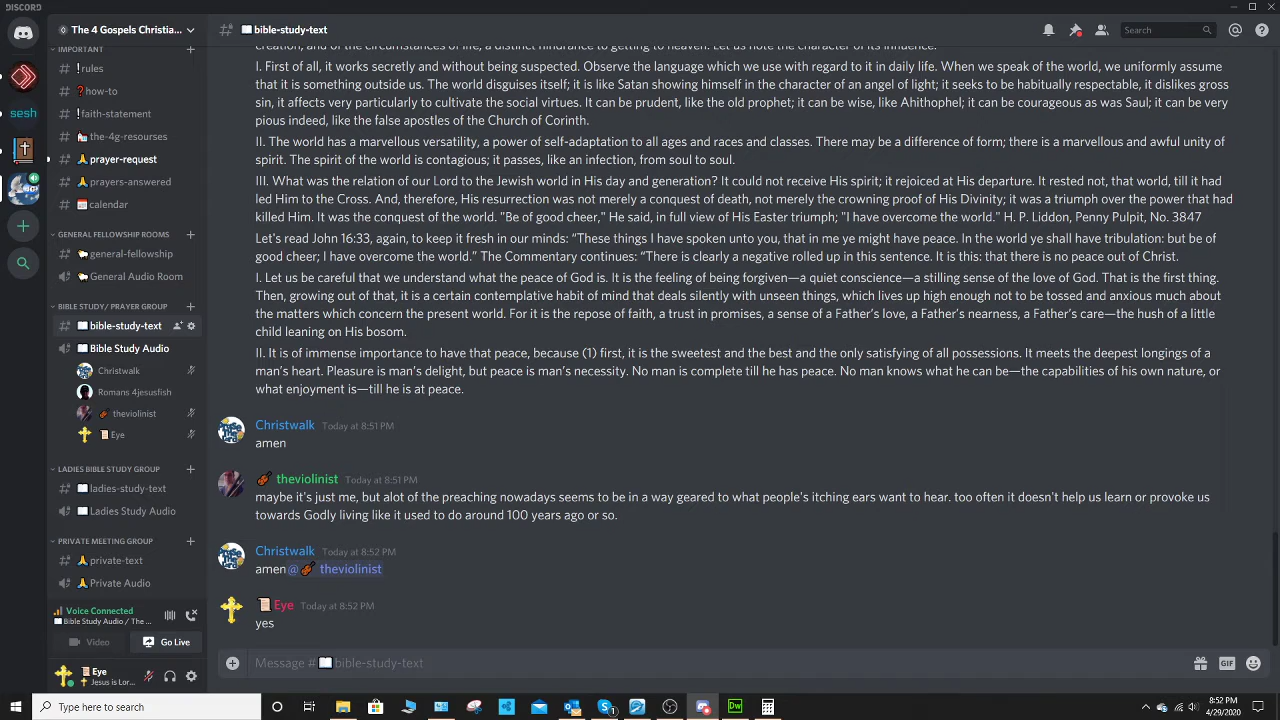 DISCORD
The 4 Gospels Christia...
bible-study-text
Search
IMPORTANT
!rules
how-to
!faith-statement
the-4g-resourses
prayer-request
prayers-answered
calendar
GENERAL FELLOWSHIP ROOMS
general-fellowship
General Audio Room
BIBLE STUDY/ PRAYER GROUP
bible-study-text
Bible Study Audio
Christwalk
Romans 4jesusfish
theviolinist
Eye
LADIES BIBLE STUDY GROUP
ladies-study-text
Ladies Study Audio
PRIVATE MEETING GROUP
private-text
Private Audio
Voice Connected
Bible Study Audio / The ...
Video
Go Live
Eye
Jesus is Lor...
sesh
creation, and of the circumstances of life, a distinct hindrance to getting to heaven. Let us note the character of its influence.
I. First of all, it works secretly and without being suspected. Observe the language which we use with regard to it in daily life. When we speak of the world, we uniformly assume
that it is something outside us. The world disguises itself; it is like Satan showing himself in the character of an angel of light; it seeks to be habitually respectable, it dislikes gross
sin, it affects very particularly to cultivate the social virtues. It can be prudent, like the old prophet; it can be wise, like Ahithophel; it can be courageous as was Saul; it can be very
pious indeed, like the false apostles of the Church of Corinth.
II. The world has a marvellous versatility, a power of self-adaptation to all ages and races and classes. There may be a difference of form; there is a marvellous and awful unity of
spirit. The spirit of the world is contagious; it passes, like an infection, from soul to soul.
III. What was the relation of our Lord to the Jewish world in His day and generation? It could not receive His spirit; it rejoiced at His departure. It rested not, that world, till it had
led Him to the Cross. And, therefore, His resurrection was not merely a conquest of death, not merely the crowning proof of His Divinity; it was a triumph over the power that had
killed Him. It was the conquest of the world. "Be of good cheer," He said, in full view of His Easter triumph; "I have overcome the world." H. P. Liddon, Penny Pulpit, No. 3847
Let's read John 16:33, again, to keep it fresh in our minds: “These things I have spoken unto you, that in me ye might have peace. In the world ye shall have tribulation: but be of
good cheer; I have overcome the world.” The Commentary continues: “There is clearly a negative rolled up in this sentence. It is this: that there is no peace out of Christ.
I. Let us be careful that we understand what the peace of God is. It is the feeling of being forgiven—a quiet conscience—a stilling sense of the love of God. That is the first thing.
Then, growing out of that, it is a certain contemplative habit of mind that deals silently with unseen things, which lives up high enough not to be tossed and anxious much about
the matters which concern the present world. For it is the repose of faith, a trust in promises, a sense of a Father’s love, a Father’s nearness, a Father’s care—the hush of a little
child leaning on His bosom.
II. It is of immense importance to have that peace, because (1) first, it is the sweetest and the best and the only satisfying of all possessions. It meets the deepest longings of a
man’s heart. Pleasure is man’s delight, but peace is man’s necessity. No man is complete till he has peace. No man knows what he can be—the capabilities of his own nature, or
what enjoyment is—till he is at peace.
Christwalk Today at 8:51 PM
amen
theviolinist Today at 8:51 PM
maybe it's just me, but alot of the preaching nowadays seems to be in a way geared to what people's itching ears want to hear. too often it doesn't help us learn or provoke us
towards Godly living like it used to do around 100 years ago or so.
Christwalk Today at 8:52 PM
amen@ theviolinist
Eye Today at 8:52 PM
yes
Message # bible-study-text
GIF
Type here to search
Dw
8:52 PM
4/29/2020